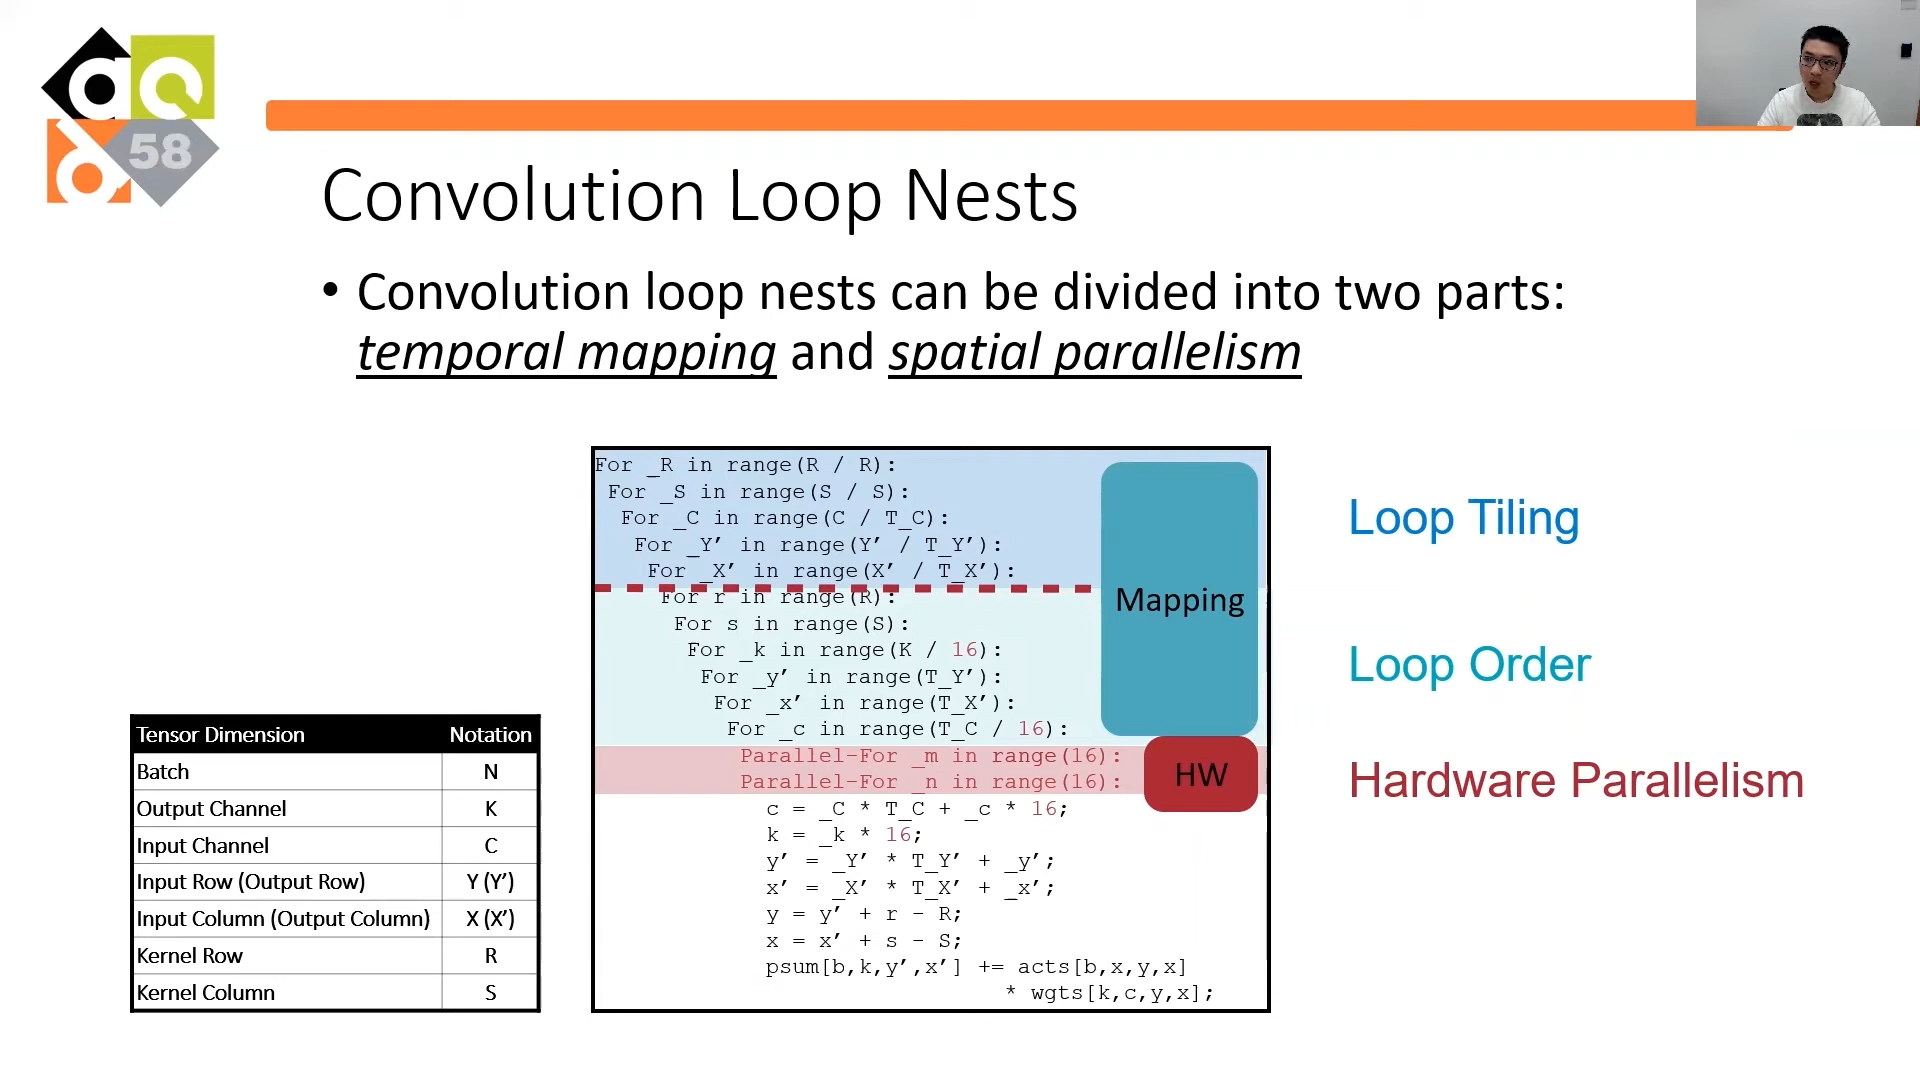 58
Convolution Loop Nests
• Convolution loop nests can be divided into two parts:
temporal mapping and spatial parallelism
For _R in range(R / R):
For _S in range(S / S):
For _C in range(C / T_C):
For _Y’ in range(Y’ / T_Y’):
For _X’ in range(X’ / T_X’):
For r in range(R):
For s in range(S):
For _k in range(K / 16):
For _y’ in range(T_Y’):
For _x’ in range(T_X’):
For _c in range(T_C / 16):
Parallel-For _m in range(16):
Parallel-For _n in range(16):
c = _C * T_C + _c * 16;
k = _k * 16;
y’ = _Y’ * T_Y’ + _y’;
x’ = _X’ * T_X’ + _x’;
y = y’ + r - R;
x = x’ + s - S;
psum[b,k,y’,x’] += acts[b,x,y,x]
* wgts[k,c,y,x];
Mapping
HW
Loop Tiling
Loop Order
Hardware Parallelism
Tensor Dimension Notation
Batch N
Output Channel K
Input Channel C
Input Row (Output Row) Y (Y’)
Input Column (Output Column) X (X’)
Kernel Row R
Kernel Column S